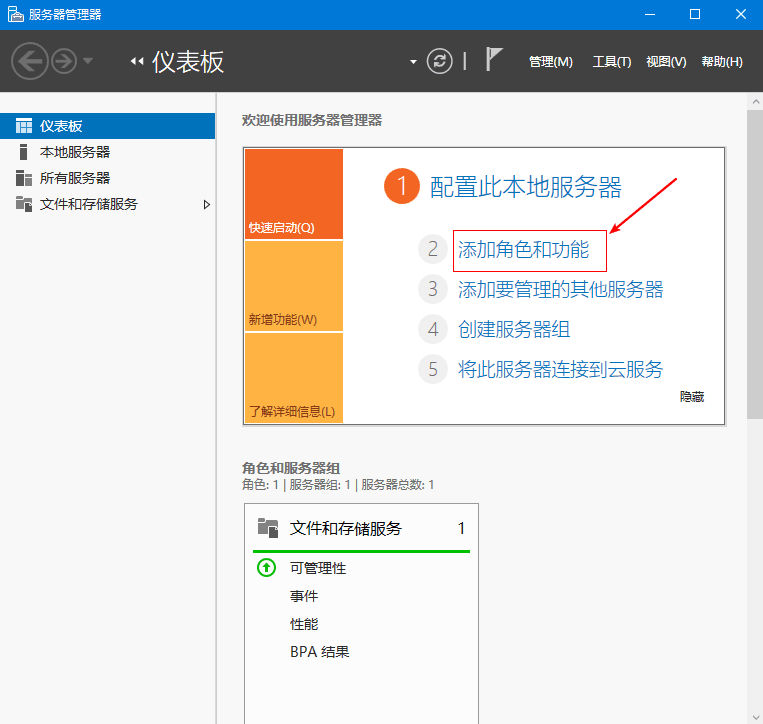 服务器管理器
仪表板
管理(M) 工具(T) 视图(V) 帮助(H)
仪表板
本地服务器
所有服务器
文件和存储服务
欢迎使用服务器管理器
快速启动(Q)
新增功能(W)
了解详细信息(L)
1 配置此本地服务器
2 添加角色和功能
3 添加要管理的其他服务器
4 创建服务器组
5 将此服务器连接到云服务
隐藏
角色和服务器组
角色: 1 | 服务器组: 1 | 服务器总数: 1
文件和存储服务 1
可管理性
事件
性能
BPA 结果